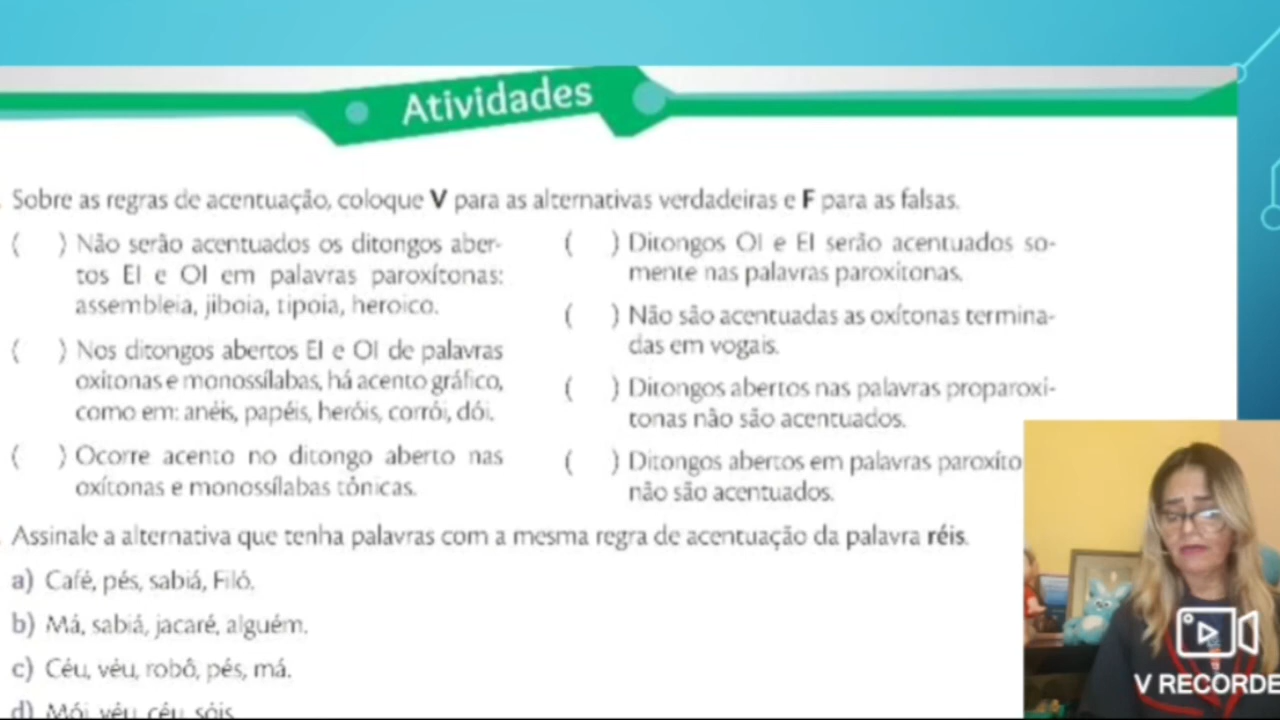 Atividades
Sobre as regras de acentuação, coloque V para as alternativas verdadeiras e F para as falsas.
( ) Não serão acentuados os ditongos aber-
tos EI e OI em palavras paroxítonas:
assembleia, jiboia, tipoia, heroico.
( ) Nos ditongos abertos EI e OI de palavras
oxítonas e monossílabas, há acento gráfico,
como em: anéis, papéis, heróis, corrói, dói.
( ) Ocorre acento no ditongo aberto nas
oxítonas e monossílabas tônicas.
( ) Ditongos OI e EI serão acentuados so-
mente nas palavras paroxítonas.
( ) Não são acentuadas as oxítonas termina-
das em vogais.
( ) Ditongos abertos nas palavras proparoxí-
tonas não são acentuados.
( ) Ditongos abertos em palavras paroxíto
não são acentuados.
Assinale a alternativa que tenha palavras com a mesma regra de acentuação da palavra réis.
a) Café, pés, sabiá, Filó.
b) Má, sabiá, jacaré, alguém.
c) Céu, véu, robô, pés, má.
d) Mói, véu, céu, sóis
V RECORDE